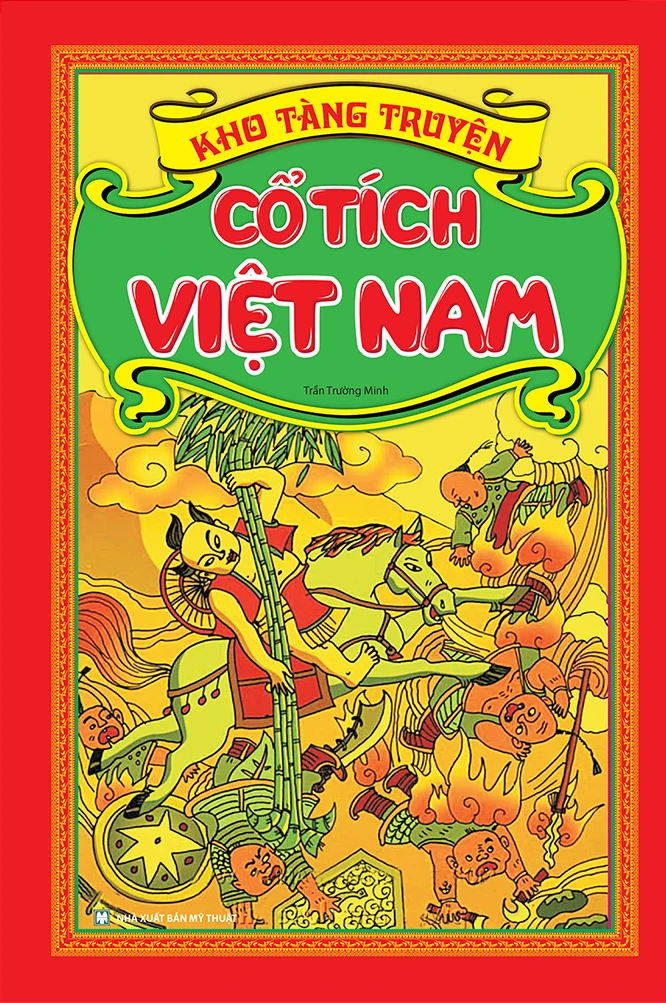 KHO TÀNG TRUYỆN
CỔ TÍCH
VIỆT NAM
Trần Trường Minh
NHÀ XUẤT BẢN MỸ THUẬT